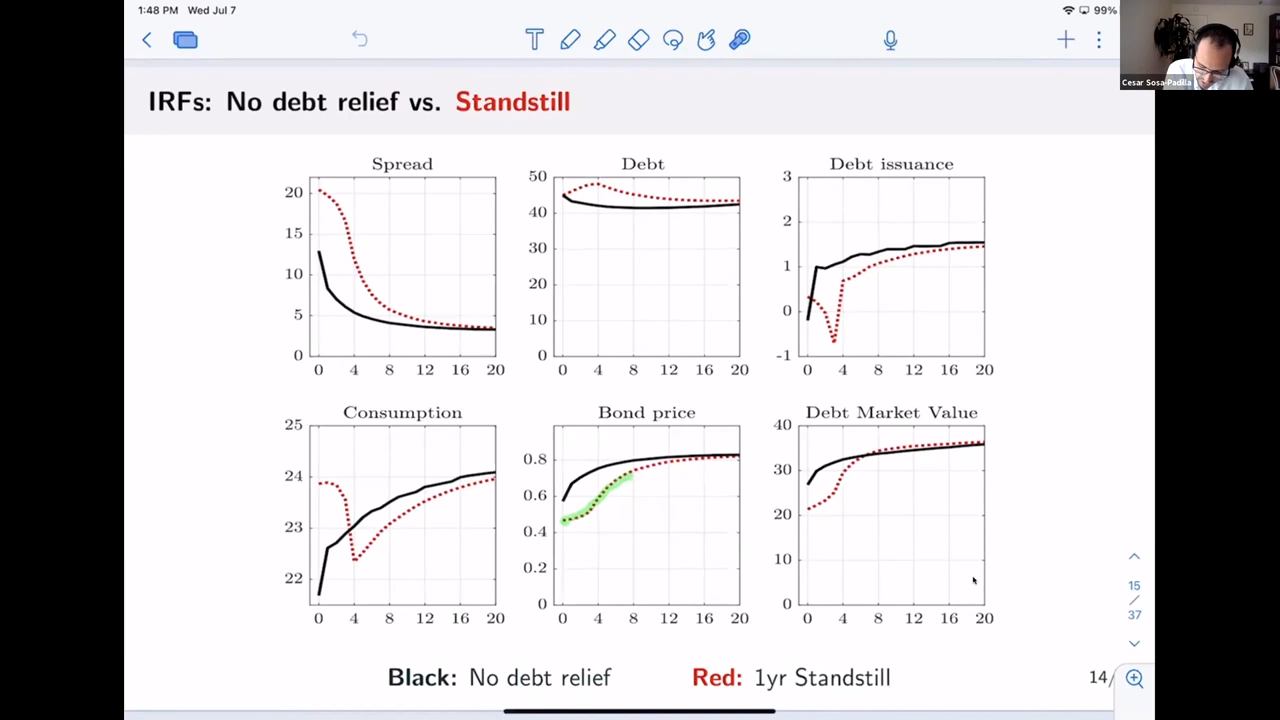 1:48 PM Wed Jul 7
99%
Cesar Sosa-Padilla
IRFs: No debt relief vs. Standstill
Spread
20
15
10
5
0
0 4 8 12 16 20
Debt
50
40
30
20
10
0
0 4 8 12 16 20
Debt issuance
3
2
1
0
-1
0 4 8 12 16 20
Consumption
25
24
23
22
0 4 8 12 16 20
Bond price
0.8
0.6
0.4
0.2
0
0 4 8 12 16 20
Debt Market Value
40
30
20
10
0
0 4 8 12 16 20
15
/
37
Black: No debt relief Red: 1yr Standstill
14/